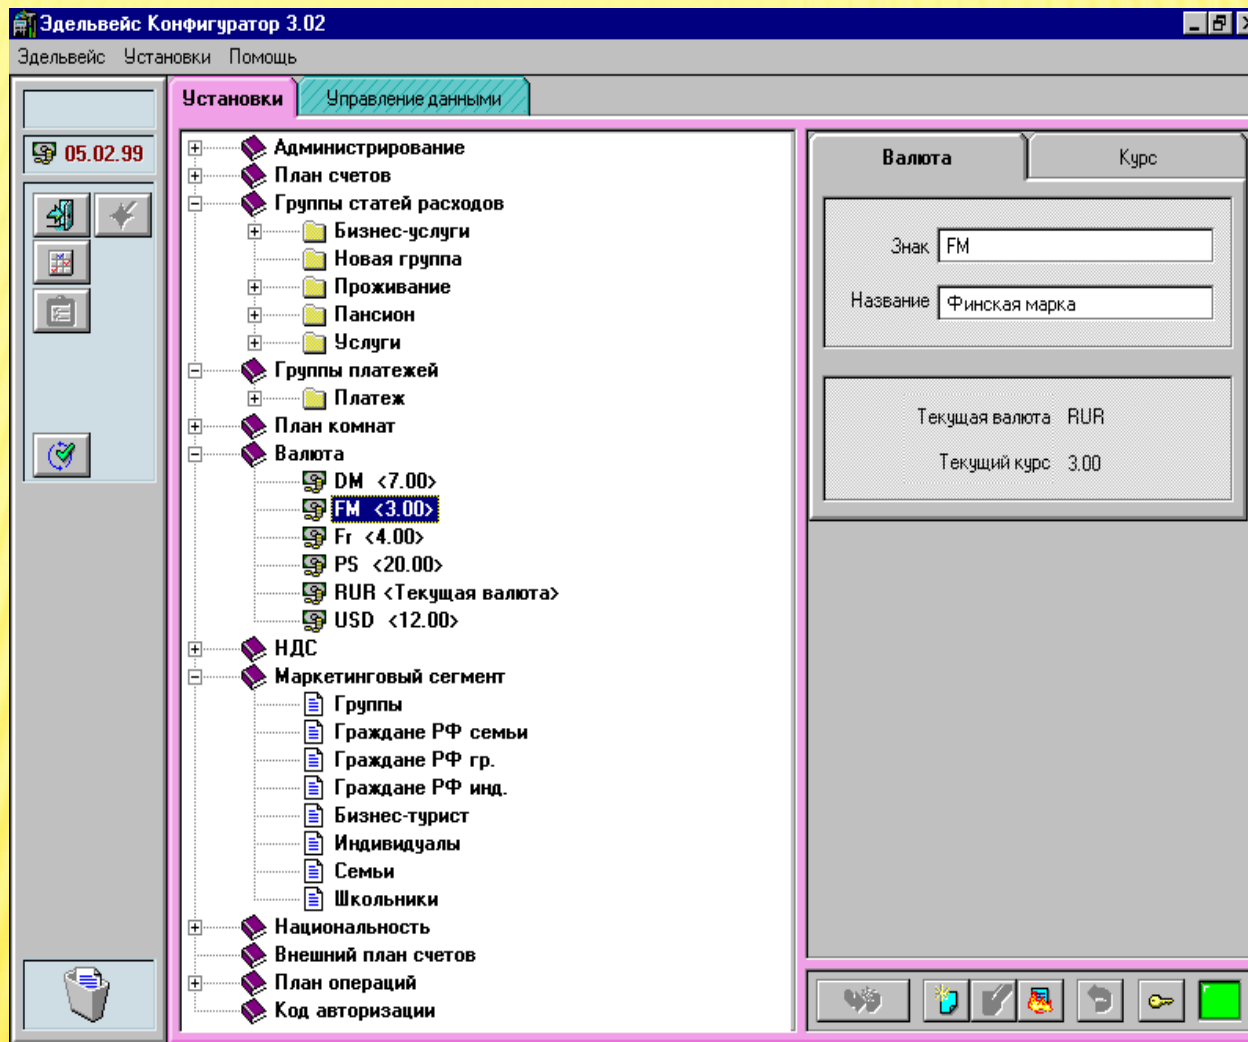 Эдельвейс Конфигуратор 3.02
Эдельвейс Установки Помощь
Установки Управление данными
05.02.99
Администрирование
План счетов
Группы статей расходов
Бизнес-услуги
Новая группа
Проживание
Пансион
Услуги
Группы платежей
Платеж
План комнат
Валюта
DM <7.00>
FM <3.00>
Fr <4.00>
PS <20.00>
RUR <Текущая валюта>
USD <12.00>
НДС
Маркетинговый сегмент
Группы
Граждане РФ семьи
Граждане РФ гр.
Граждане РФ инд.
Бизнес-турист
Индивидуалы
Семьи
Школьники
Национальность
Внешний план счетов
План операций
Код авторизации
Валюта Курс
Знак FM
Название Финская марка
Текущая валюта RUR
Текущий курс 3.00